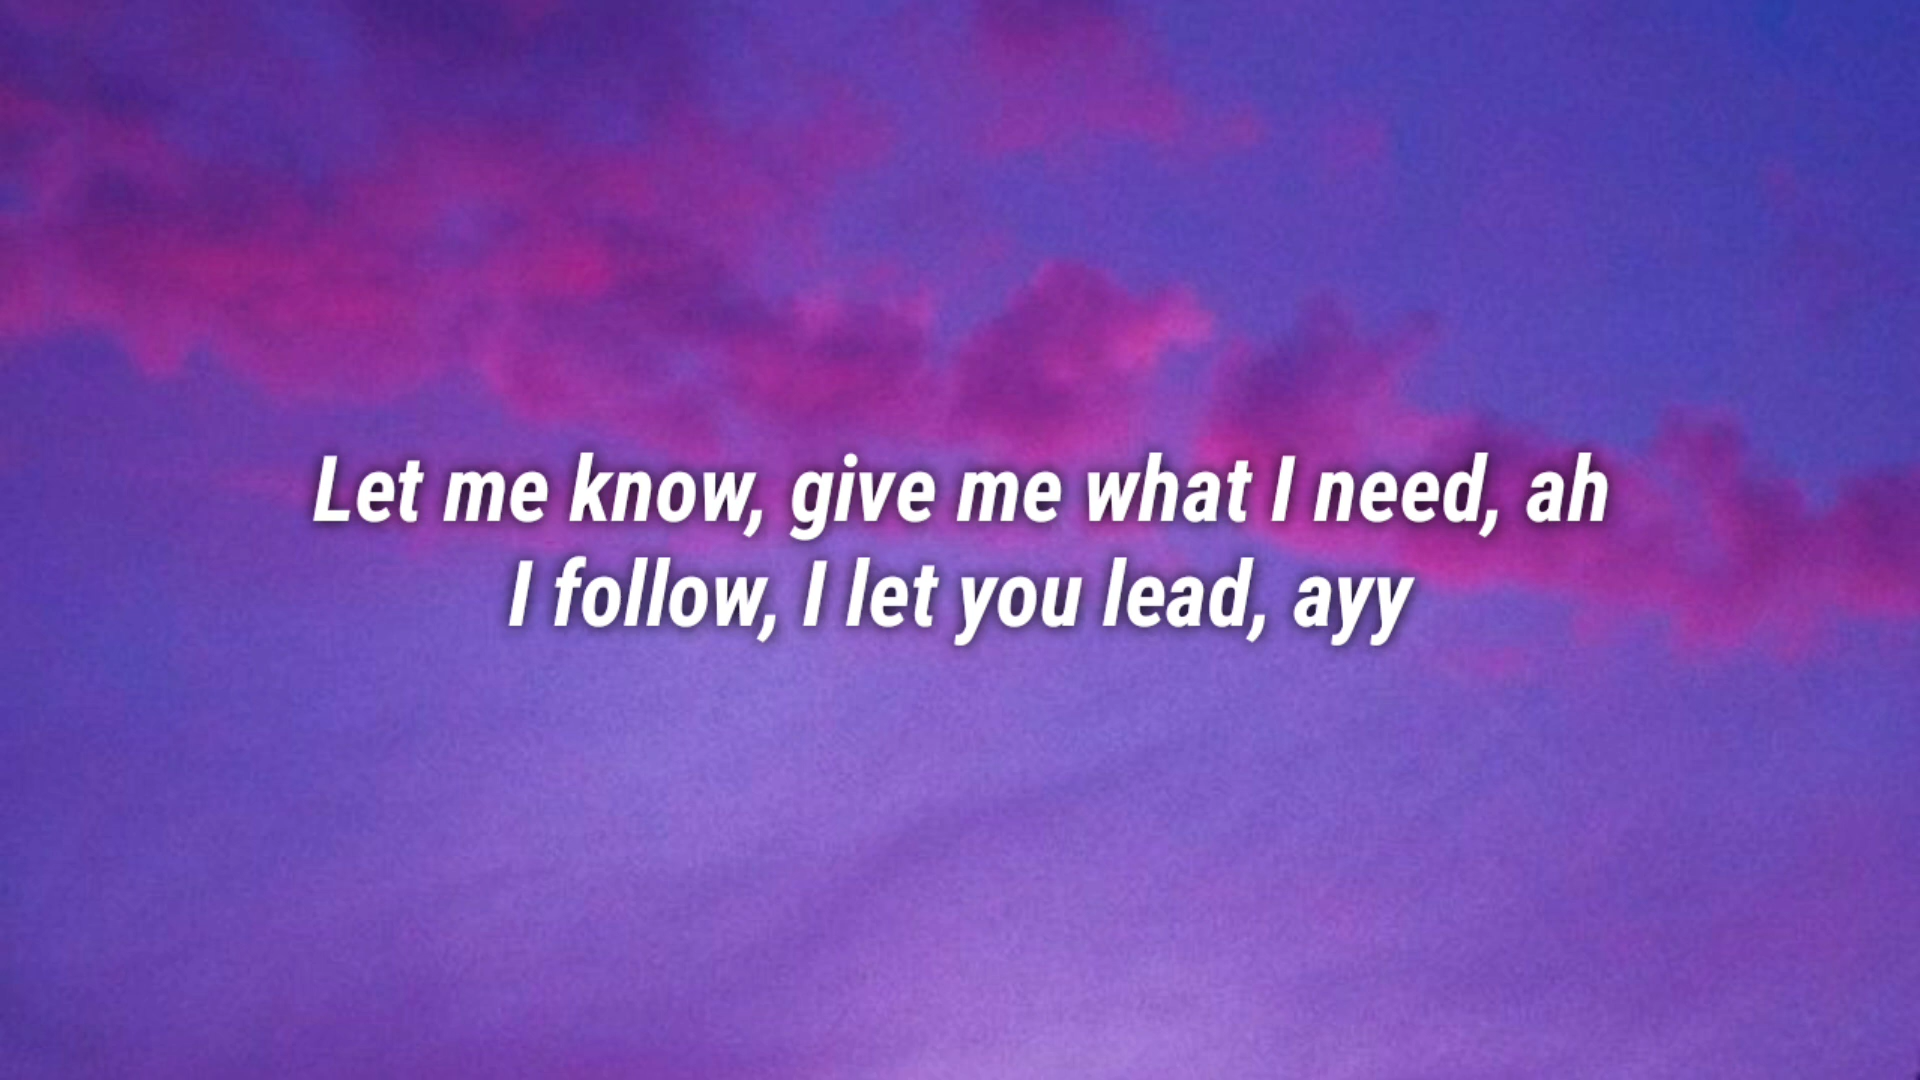 Let me know, give me what I need, ah
I follow, I let you lead, ayy